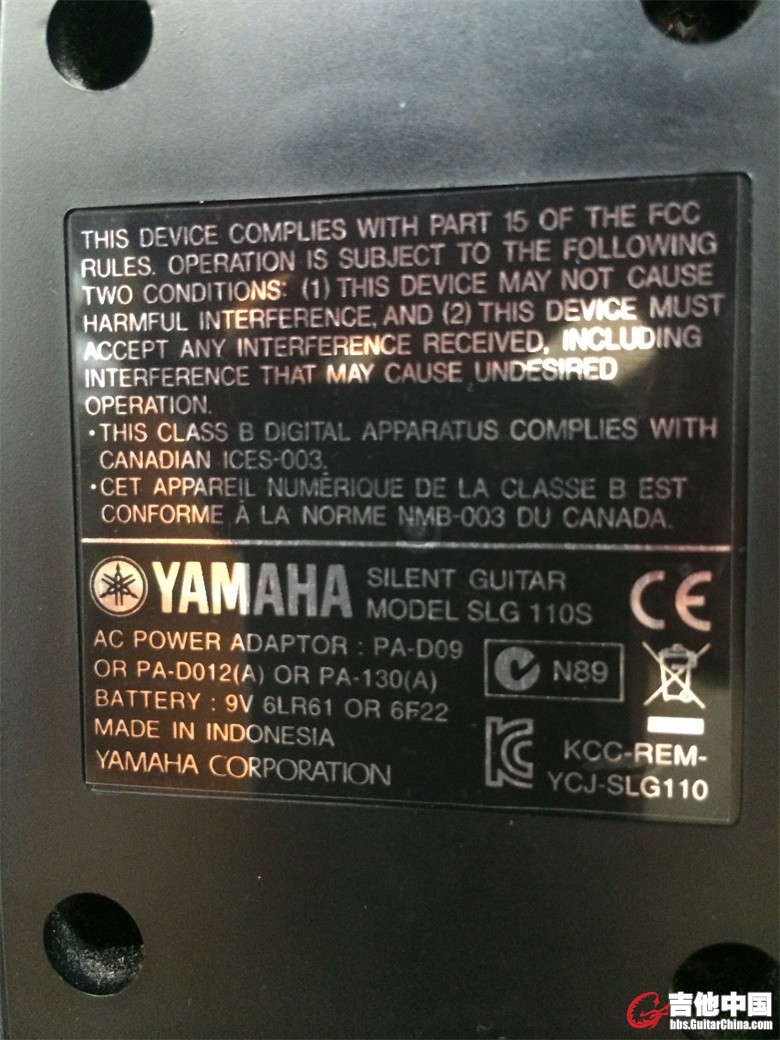 THIS DEVICE COMPLIES WITH PART 15 OF THE FCC
RULES. OPERATION IS SUBJECT TO THE FOLLOWING
TWO CONDITIONS: (1) THIS DEVICE MAY NOT CAUSE
HARMFUL INTERFERENCE, AND (2) THIS DEVICE MUST
ACCEPT ANY INTERFERENCE RECEIVED, INCLUDING
INTERFERENCE THAT MAY CAUSE UNDESIRED
OPERATION.
•THIS CLASS B DIGITAL APPARATUS COMPLIES WITH
CANADIAN ICES-003.
•CET APPAREIL NUMÉRIQUE DE LA CLASSE B EST
CONFORME À LA NORME NMB-003 DU CANADA.
YAMAHA
SILENT GUITAR
MODEL SLG 110S
CE
AC POWER ADAPTOR : PA-D09
OR PA-D012(A) OR PA-130(A)
BATTERY : 9V 6LR61 OR 6F22
MADE IN INDONESIA
YAMAHA CORPORATION
N89
KCC-REM-
YCJ-SLG110
吉他中国
bbs.GuitarChina.com